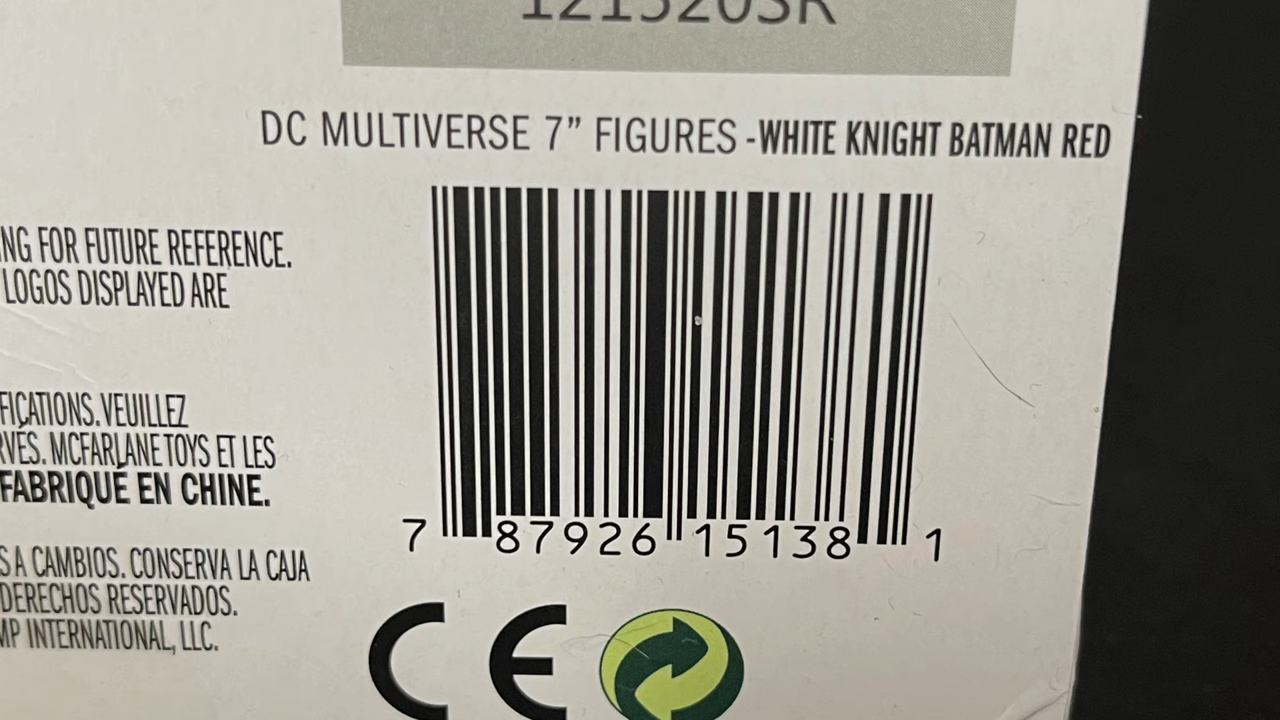 DC MULTIVERSE 7” FIGURES -WHITE KNIGHT BATMAN RED
NG FOR FUTURE REFERENCE.
LOGOS DISPLAYED ARE
FICATIONS. VEUILLEZ
RVÉS. MCFARLANE TOYS ET LES
FABRIQUÉ EN CHINE.
S A CAMBIOS. CONSERVA LA CAJA
DERECHOS RESERVADOS.
MP INTERNATIONAL, LLC.
7 87926 15138 1
CE